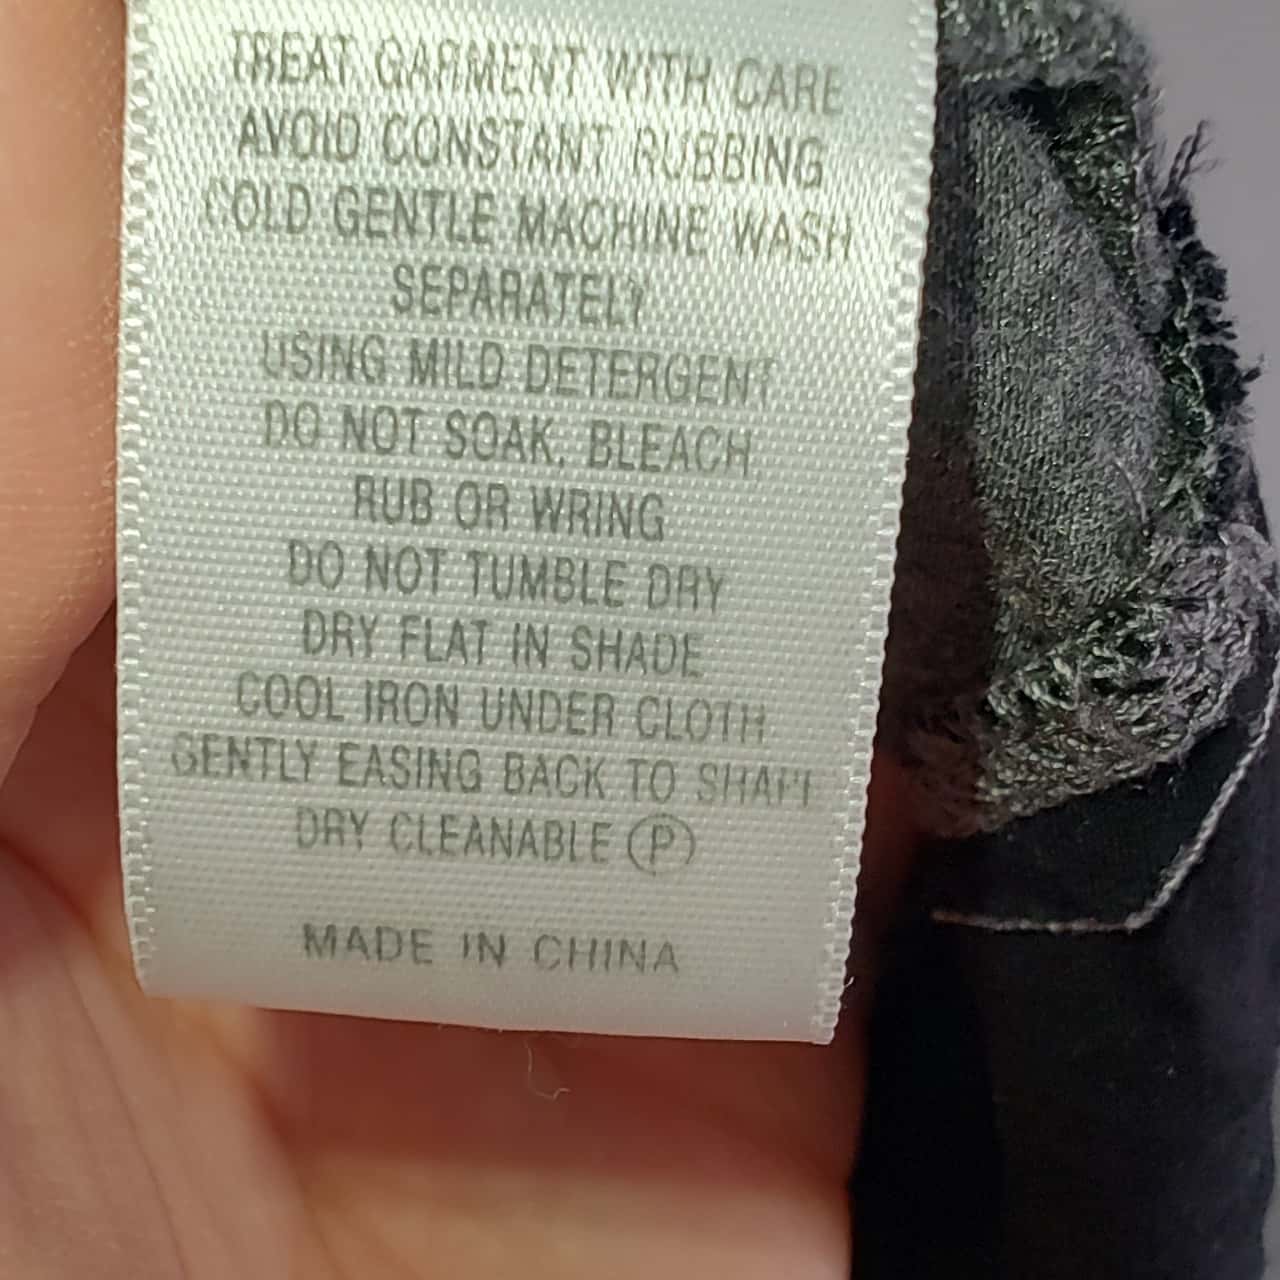 TREAT GARMENT WITH CARE
AVOID CONSTANT RUBBING
COLD GENTLE MACHINE WASH
SEPARATELY
USING MILD DETERGENT
DO NOT SOAK, BLEACH,
RUB OR WRING
DO NOT TUMBLE DRY
DRY FLAT IN SHADE
COOL IRON UNDER CLOTH
GENTLY EASING BACK TO SHAPE
DRY CLEANABLE P
MADE IN CHINA